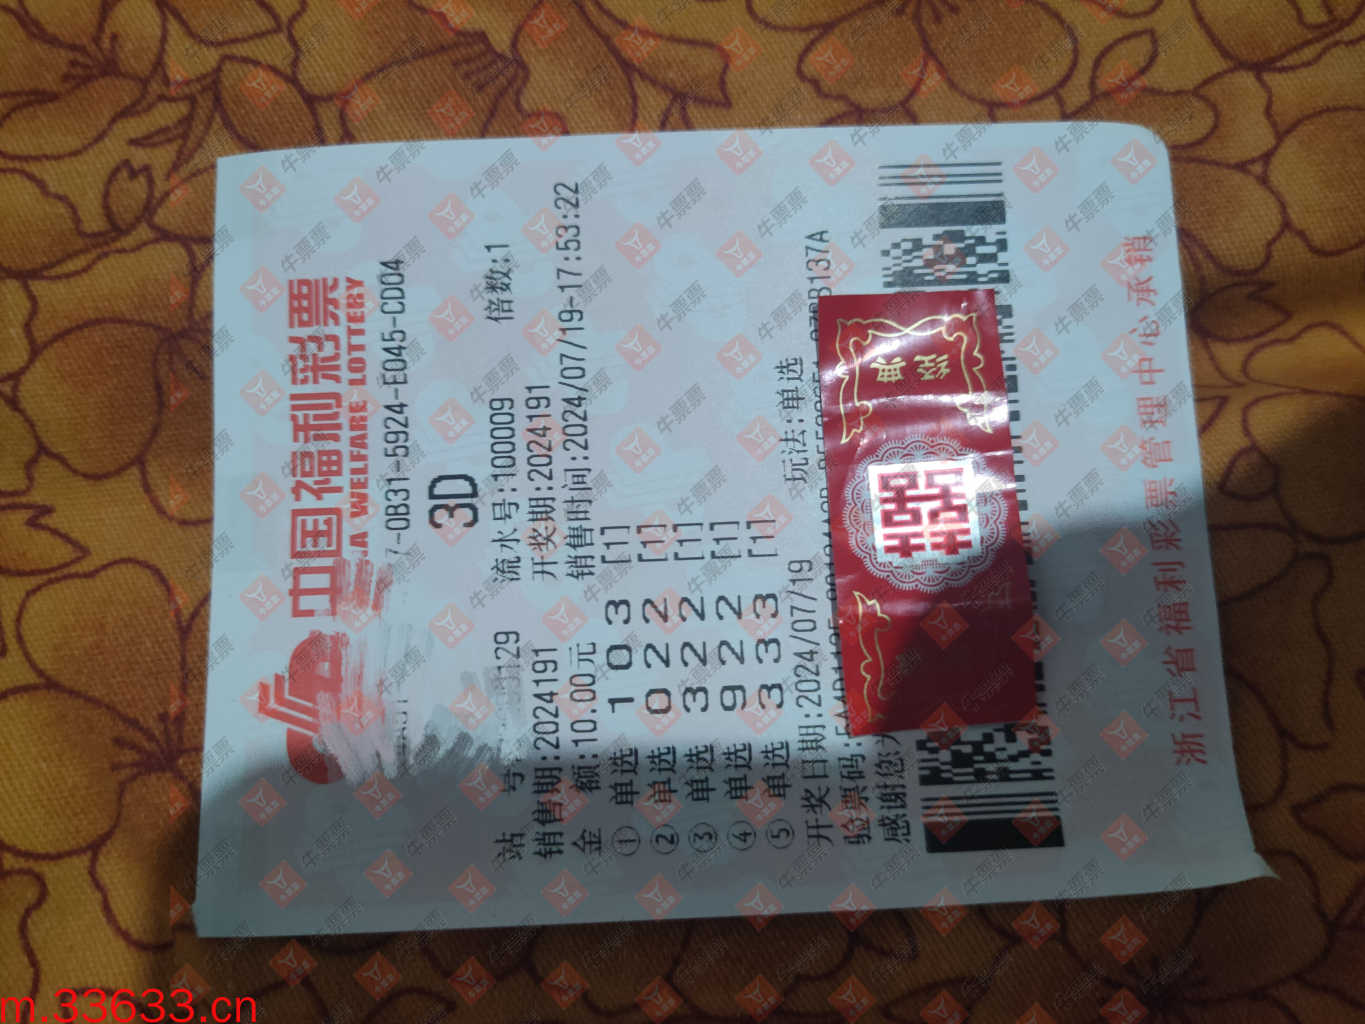 中国福利彩票
A WELFARE LOTTERY
7-0B31-5924-E045-CD04
3D
站 号: 129 流水号:100009 倍数:1
销售期:2024191 开奖期:2024191
金 额:10.00元 销售时间:2024/07/19-17:53:22
① 单选 1 0 3 [1]
② 单选 0 2 2 [1]
③ 单选 3 2 2 [1]
④ 单选 9 2 2 [1]
⑤ 单选 3 3 3 [1]
开奖日期:2024/07/19 玩法:单选
验票码: B137A
感谢您为
浙江省福利彩票管理中心承销
牛票票
m.33633.cn